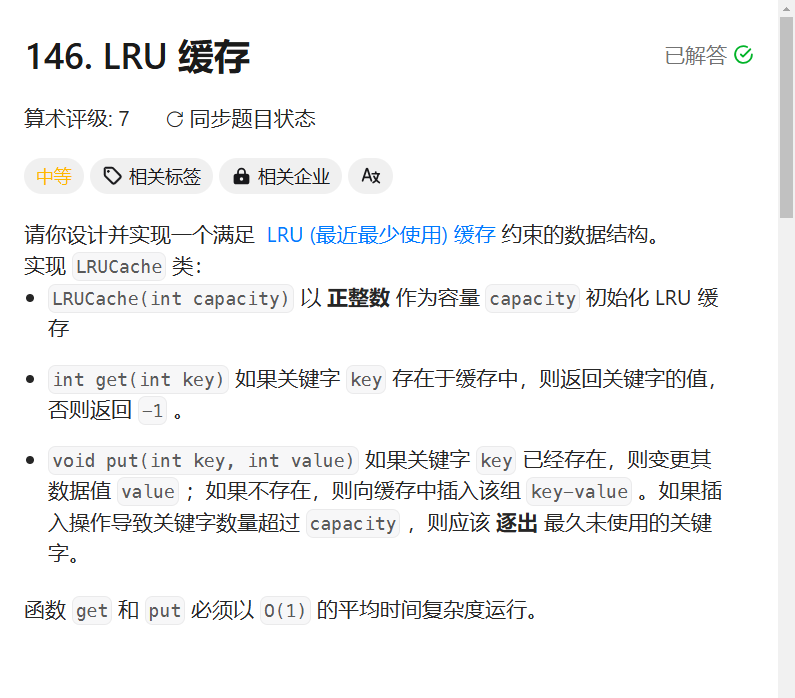 146. LRU 缓存
已解答
算术评级: 7 同步题目状态
中等 相关标签 相关企业
请你设计并实现一个满足 LRU (最近最少使用) 缓存 约束的数据结构。
实现 LRUCache 类：
LRUCache(int capacity) 以 正整数 作为容量 capacity 初始化 LRU 缓
存
int get(int key) 如果关键字 key 存在于缓存中，则返回关键字的值，
否则返回 -1 。
void put(int key, int value) 如果关键字 key 已经存在，则变更其
数据值 value ；如果不存在，则向缓存中插入该组 key-value 。如果插
入操作导致关键字数量超过 capacity ，则应该 逐出 最久未使用的关键
字。
函数 get 和 put 必须以 O(1) 的平均时间复杂度运行。